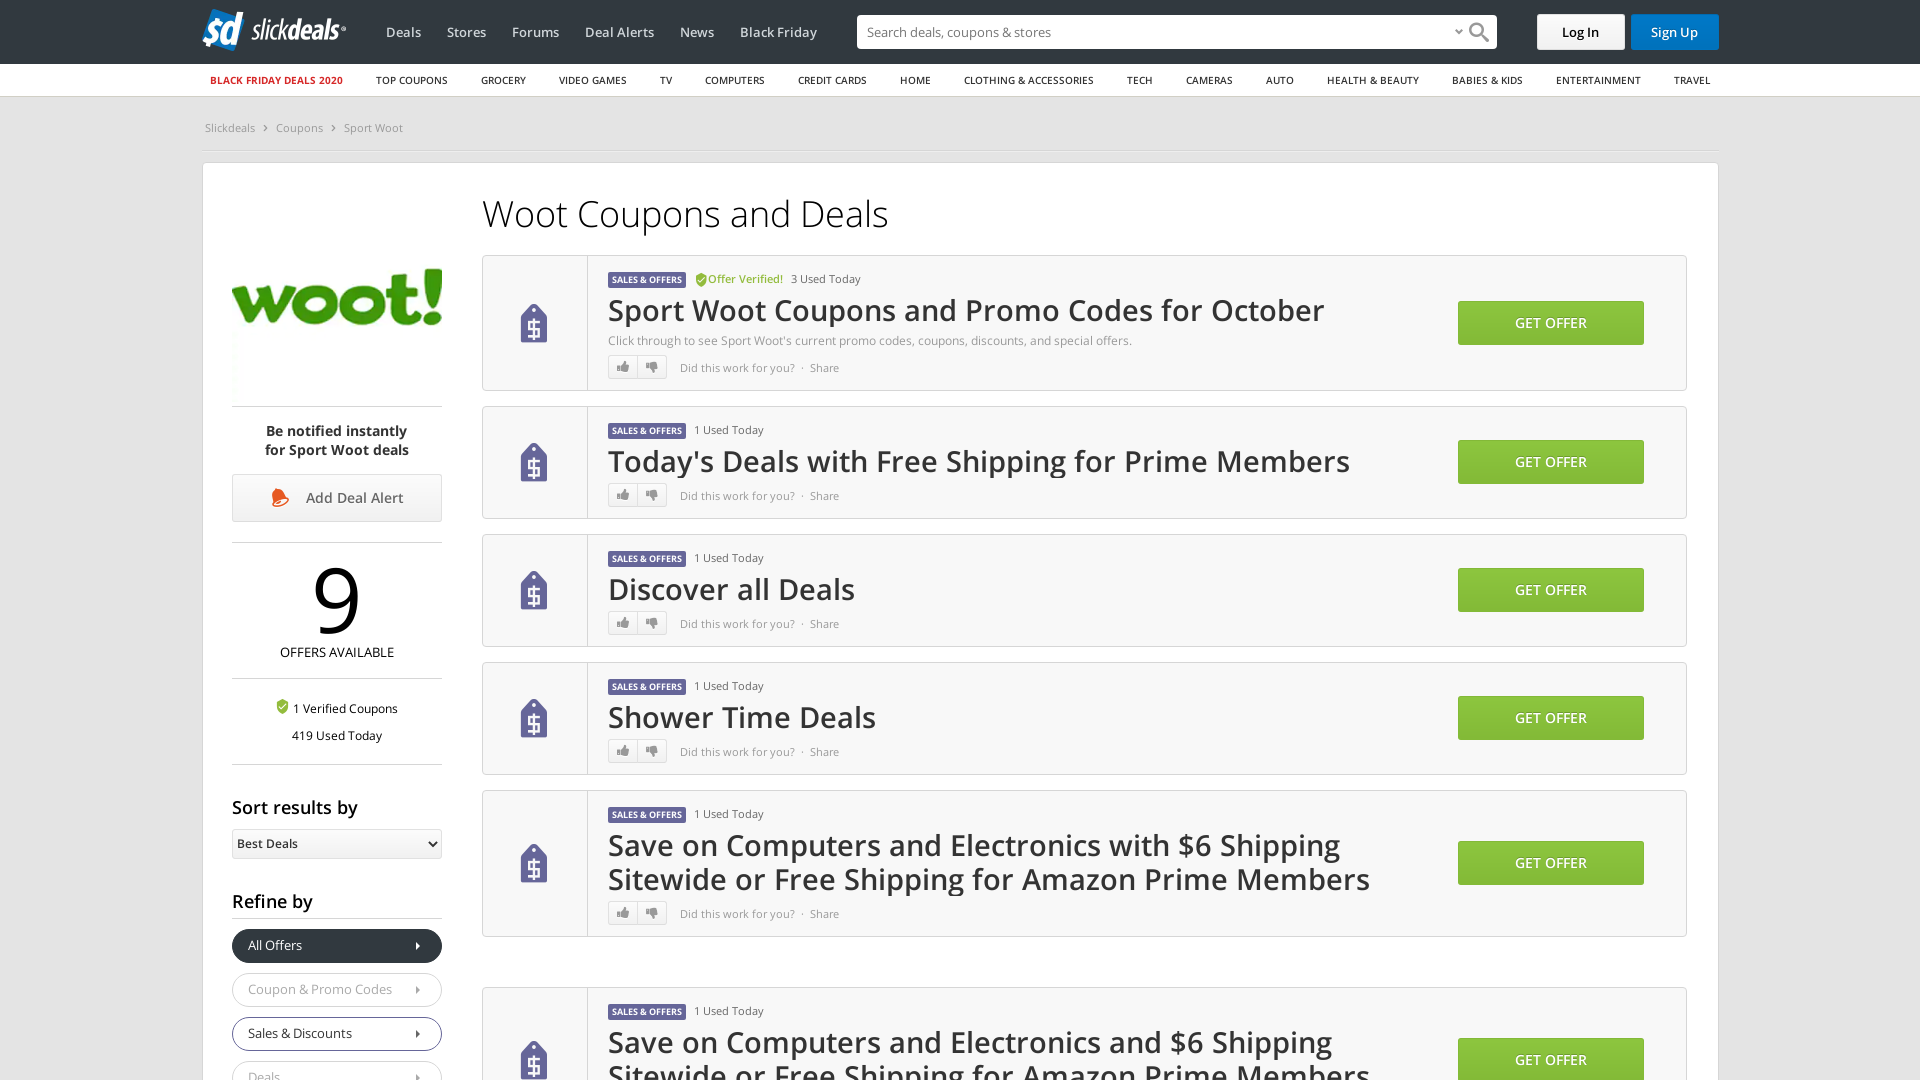 sd slickdeals
Deals
Stores
Forums
Deal Alerts
News
Black Friday
Search deals, coupons & stores
Log In
Sign Up
BLACK FRIDAY DEALS 2020
TOP COUPONS
GROCERY
VIDEO GAMES
TV
COMPUTERS
CREDIT CARDS
HOME
CLOTHING & ACCESSORIES
TECH
CAMERAS
AUTO
HEALTH & BEAUTY
BABIES & KIDS
ENTERTAINMENT
TRAVEL
Slickdeals > Coupons > Sport Woot
woot!
Be notified instantly
for Sport Woot deals
Add Deal Alert
9
OFFERS AVAILABLE
1 Verified Coupons
419 Used Today
Sort results by
Best Deals
Refine by
All Offers
Coupon & Promo Codes
Sales & Discounts
Deals
Woot Coupons and Deals
SALES & OFFERS Offer Verified! 3 Used Today
Sport Woot Coupons and Promo Codes for October
Click through to see Sport Woot's current promo codes, coupons, discounts, and special offers.
Did this work for you? · Share
GET OFFER
SALES & OFFERS 1 Used Today
Today's Deals with Free Shipping for Prime Members
Did this work for you? · Share
GET OFFER
SALES & OFFERS 1 Used Today
Discover all Deals
Did this work for you? · Share
GET OFFER
SALES & OFFERS 1 Used Today
Shower Time Deals
Did this work for you? · Share
GET OFFER
SALES & OFFERS 1 Used Today
Save on Computers and Electronics with $6 Shipping
Sitewide or Free Shipping for Amazon Prime Members
Did this work for you? · Share
GET OFFER
SALES & OFFERS 1 Used Today
Save on Computers and Electronics and $6 Shipping
Sitewide or Free Shipping for Amazon Prime Members
GET OFFER